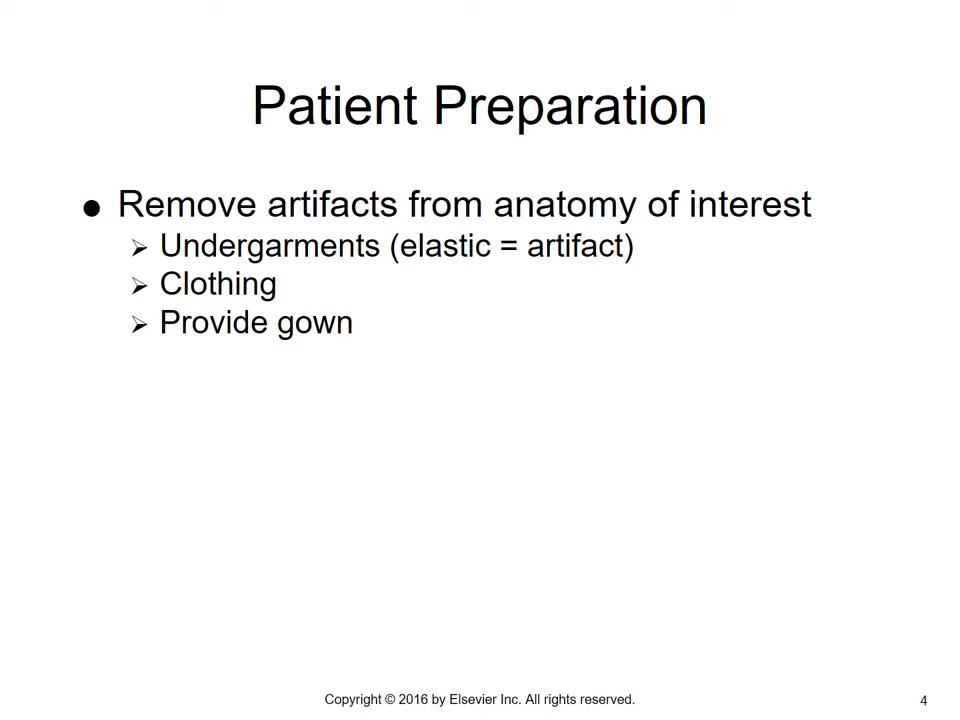 Patient Preparation
● Remove artifacts from anatomy of interest
➢ Undergarments (elastic = artifact)
➢ Clothing
➢ Provide gown
Copyright © 2016 by Elsevier Inc. All rights reserved.
4